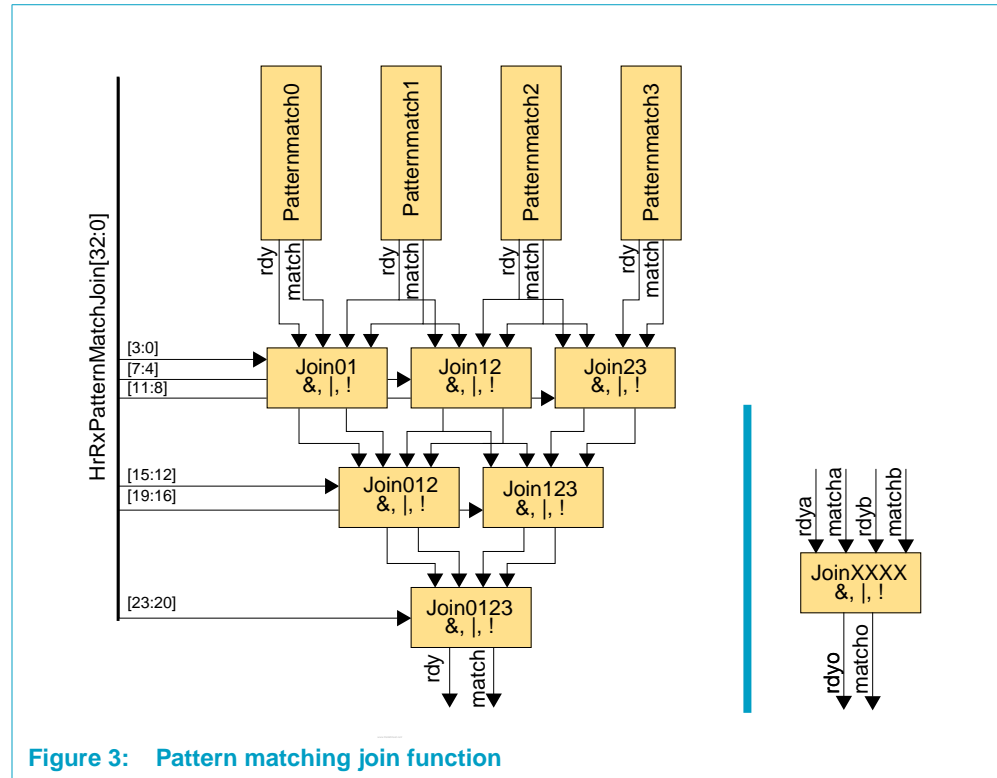 Patternmatch0
Patternmatch1
Patternmatch2
Patternmatch3
rdy
match
rdy
match
rdy
match
rdy
match
HrRxPatternMatchJoin[32:0]
[3:0]
[7:4]
[11:8]
Join01
&, |, !
Join12
&, |, !
Join23
&, |, !
[15:12]
[19:16]
Join012
&, |, !
Join123
&, |, !
[23:20]
Join0123
&, |, !
rdy
match
rdya
matcha
rdyb
matchb
JoinXXXX
&, |, !
rdyo
matcho
Figure 3: Pattern matching join function